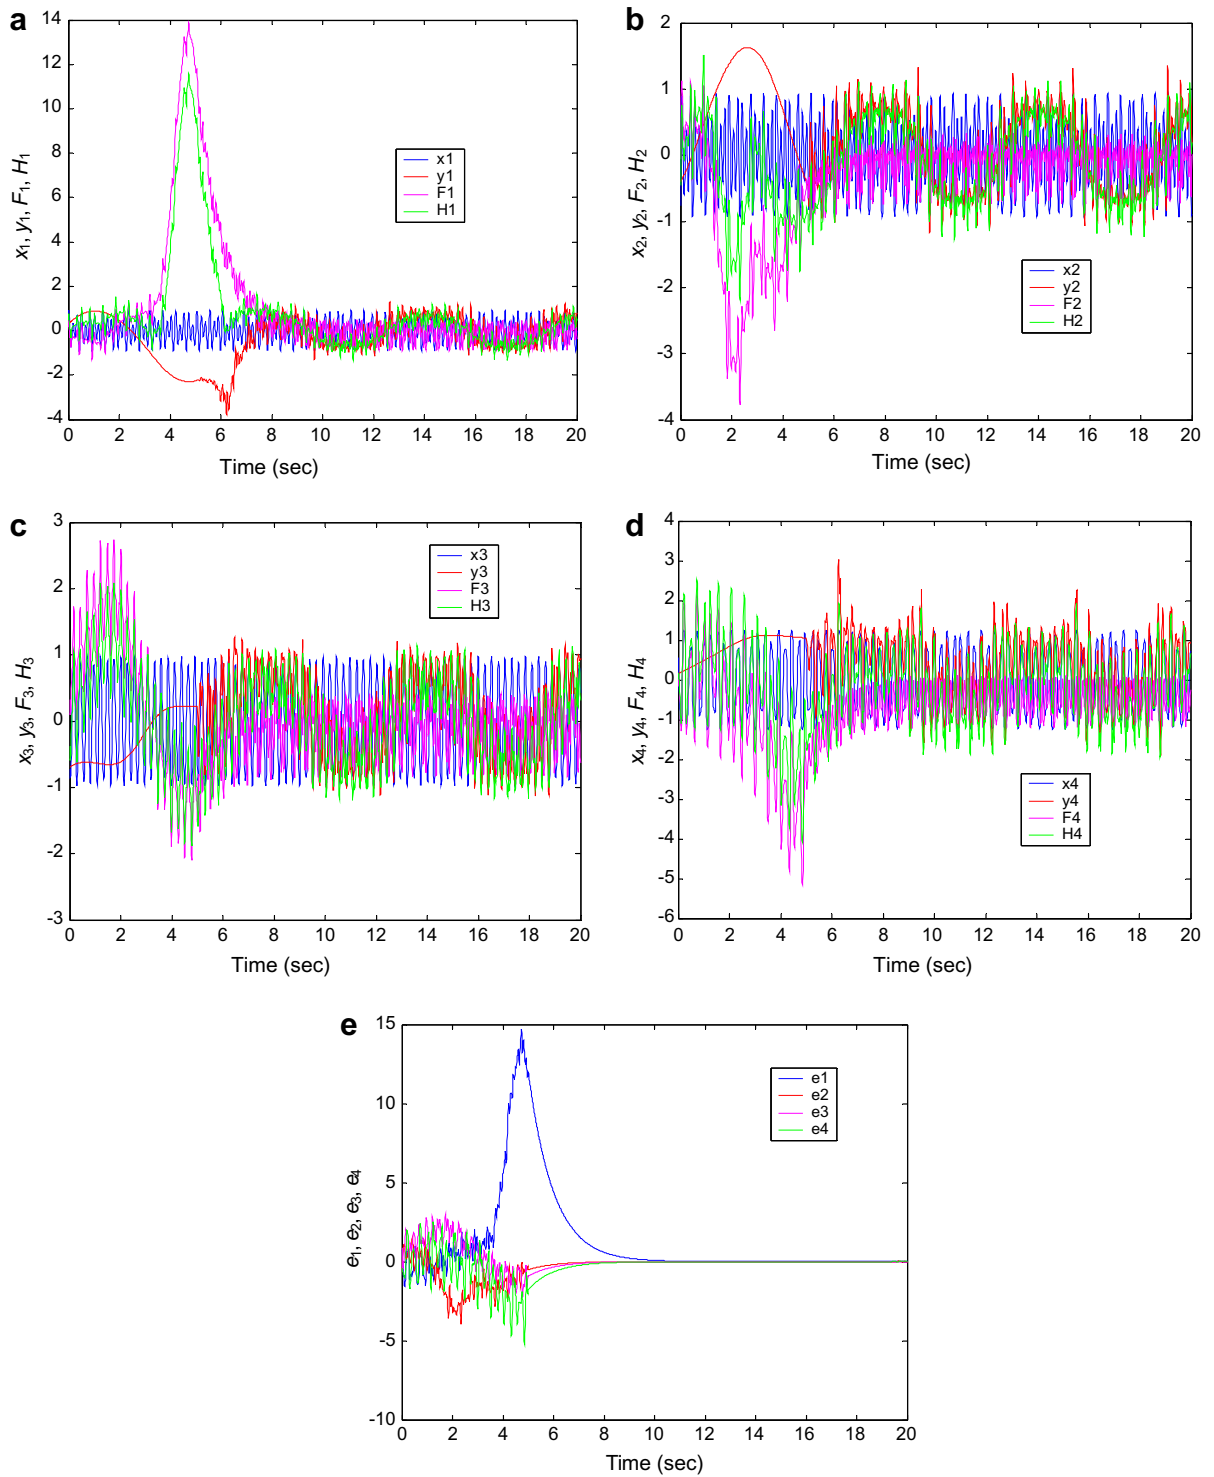 a
14
12
10
8
6
4
2
0
-2
-4
0 2 4 6 8 10 12 14 16 18 20
Time (sec)
x1, y1, F1, H1
x1
y1
F1
H1
b
2
1
0
-1
-2
-3
-4
0 2 4 6 8 10 12 14 16 18 20
Time (sec)
x2, y2, F2, H2
x2
y2
F2
H2
c
3
2
1
0
-1
-2
-3
0 2 4 6 8 10 12 14 16 18 20
Time (sec)
x3, y3, F3, H3
x3
y3
F3
H3
d
4
3
2
1
0
-1
-2
-3
-4
-5
-6
0 2 4 6 8 10 12 14 16 18 20
Time (sec)
x4, y4, F4, H4
x4
y4
F4
H4
e
15
10
5
0
-5
-10
0 2 4 6 8 10 12 14 16 18 20
Time (sec)
e1, e2, e3, e4
e1
e2
e3
e4